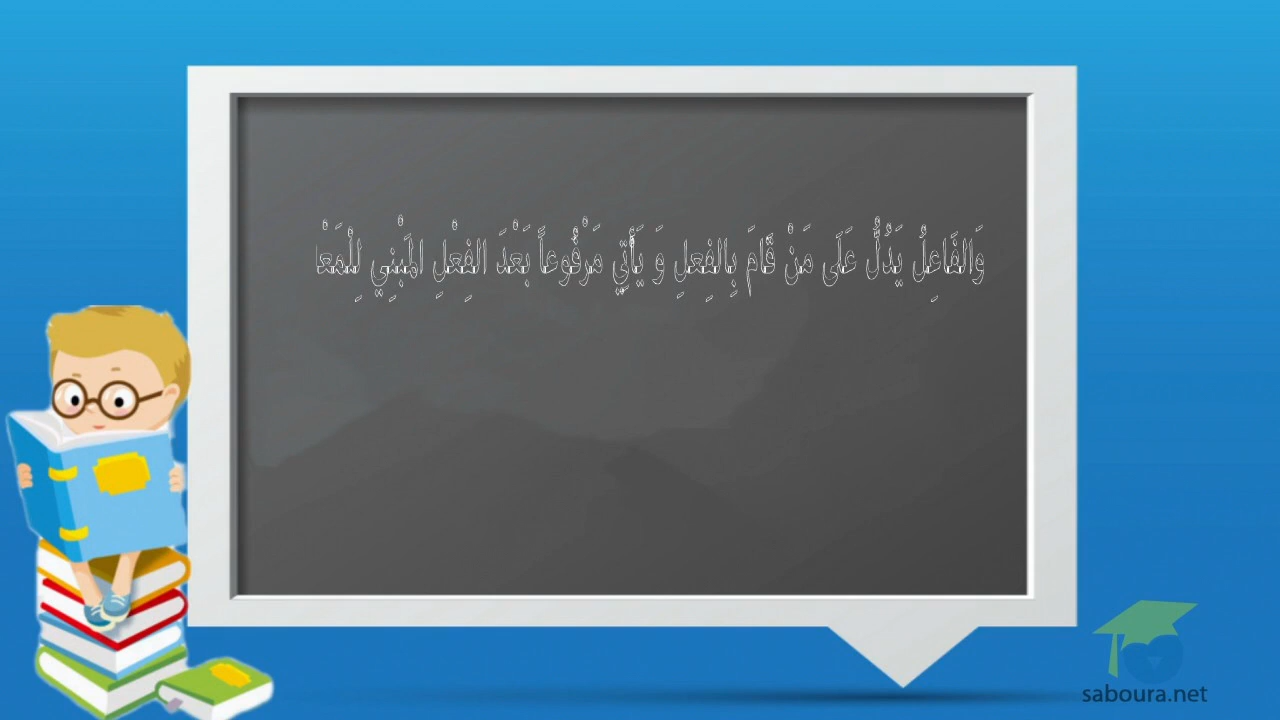 وَالفَاعِلُ يَدُلُّ عَلَى مَنْ قَامَ بِالفِعلِ وَ يَأْتِي مَرْفُوعاً بَعْدَ الفِعْلِ المَبْنِي لِلْمَعْ
saboura.net